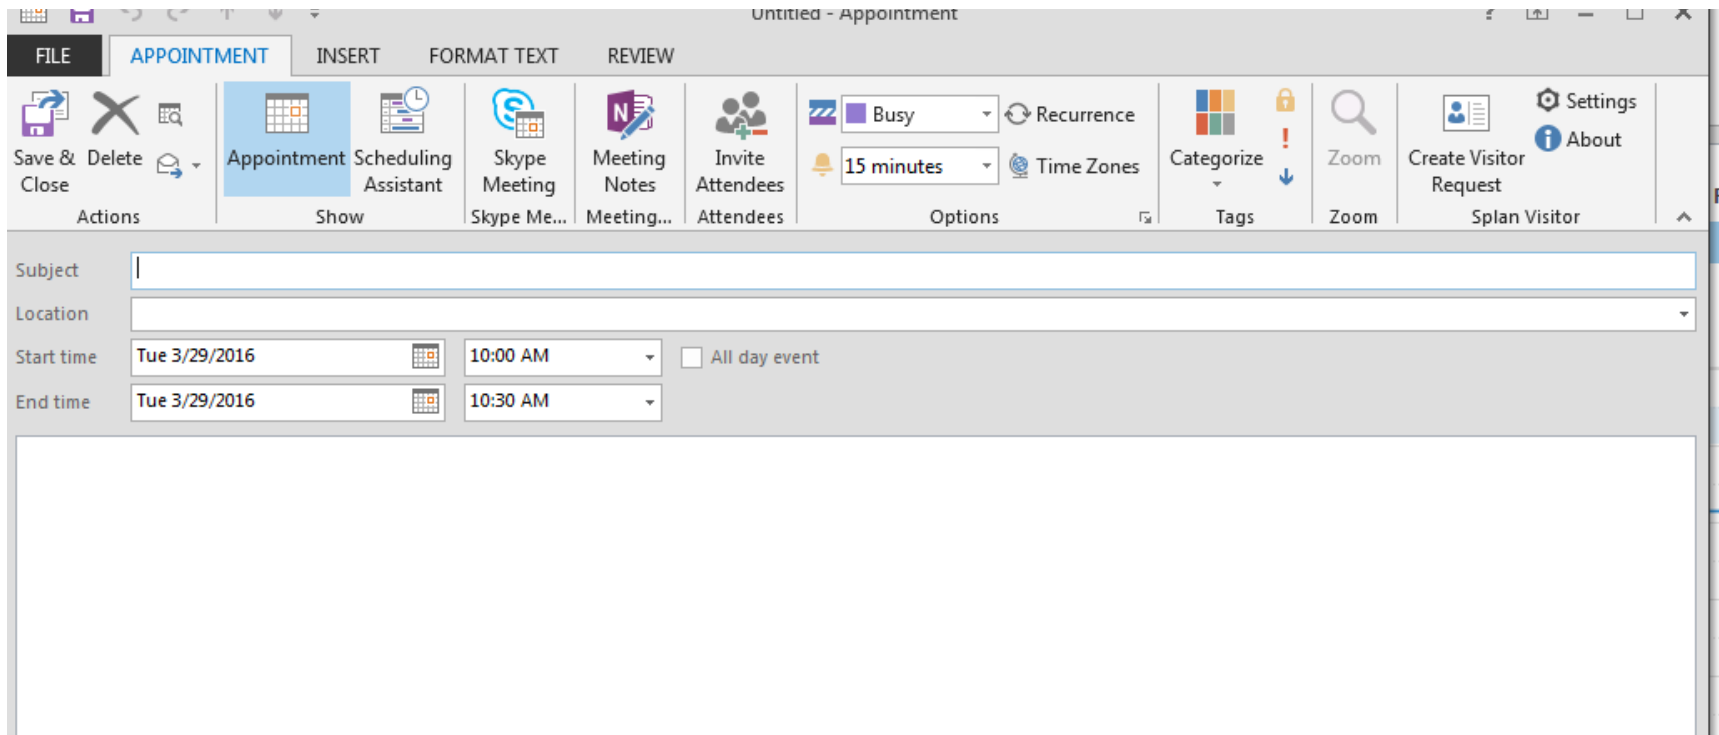 Untitled - Appointment
FILE APPOINTMENT INSERT FORMAT TEXT REVIEW
Save & Close
Delete
Appointment
Scheduling Assistant
Skype Meeting
Meeting Notes
Invite Attendees
Busy
Recurrence
15 minutes
Time Zones
Categorize
Zoom
Create Visitor Request
Settings
About
Actions Show Skype Me... Meeting... Attendees Options Tags Zoom Splan Visitor
Subject
Location
Start time Tue 3/29/2016 10:00 AM All day event
End time Tue 3/29/2016 10:30 AM